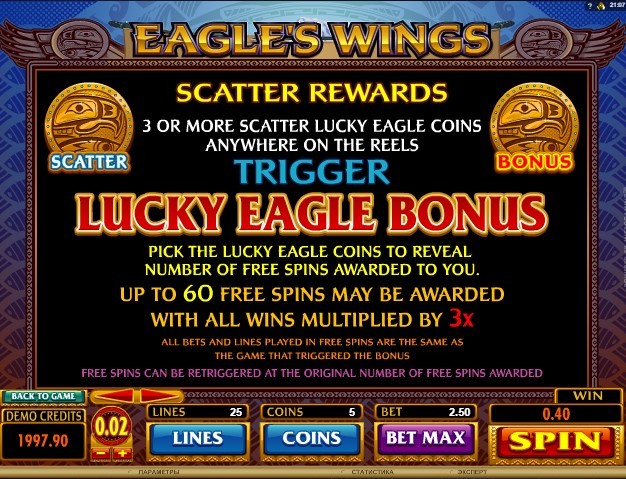 ? 21:07
EAGLE'S WINGS
SCATTER REWARDS
3 OR MORE SCATTER LUCKY EAGLE COINS
ANYWHERE ON THE REELS
SCATTER
BONUS
TRIGGER
LUCKY EAGLE BONUS
PICK THE LUCKY EAGLE COINS TO REVEAL
NUMBER OF FREE SPINS AWARDED TO YOU.
UP TO 60 FREE SPINS MAY BE AWARDED
WITH ALL WINS MULTIPLIED BY 3x
ALL BETS AND LINES PLAYED IN FREE SPINS ARE THE SAME AS
THE GAME THAT TRIGGERED THE BONUS
FREE SPINS CAN BE RETRIGGERED AT THE ORIGINAL NUMBER OF FREE SPINS AWARDED
BACK TO GAME
WIN
DEMO CREDITS
LINES 25
COINS 5
BET 2.50
0.40
1997.90
0.02
LINES
COINS
BET MAX
SPIN
ПАРАМЕТРЫ
СТАТИСТИКА
ЭКСПЕРТ